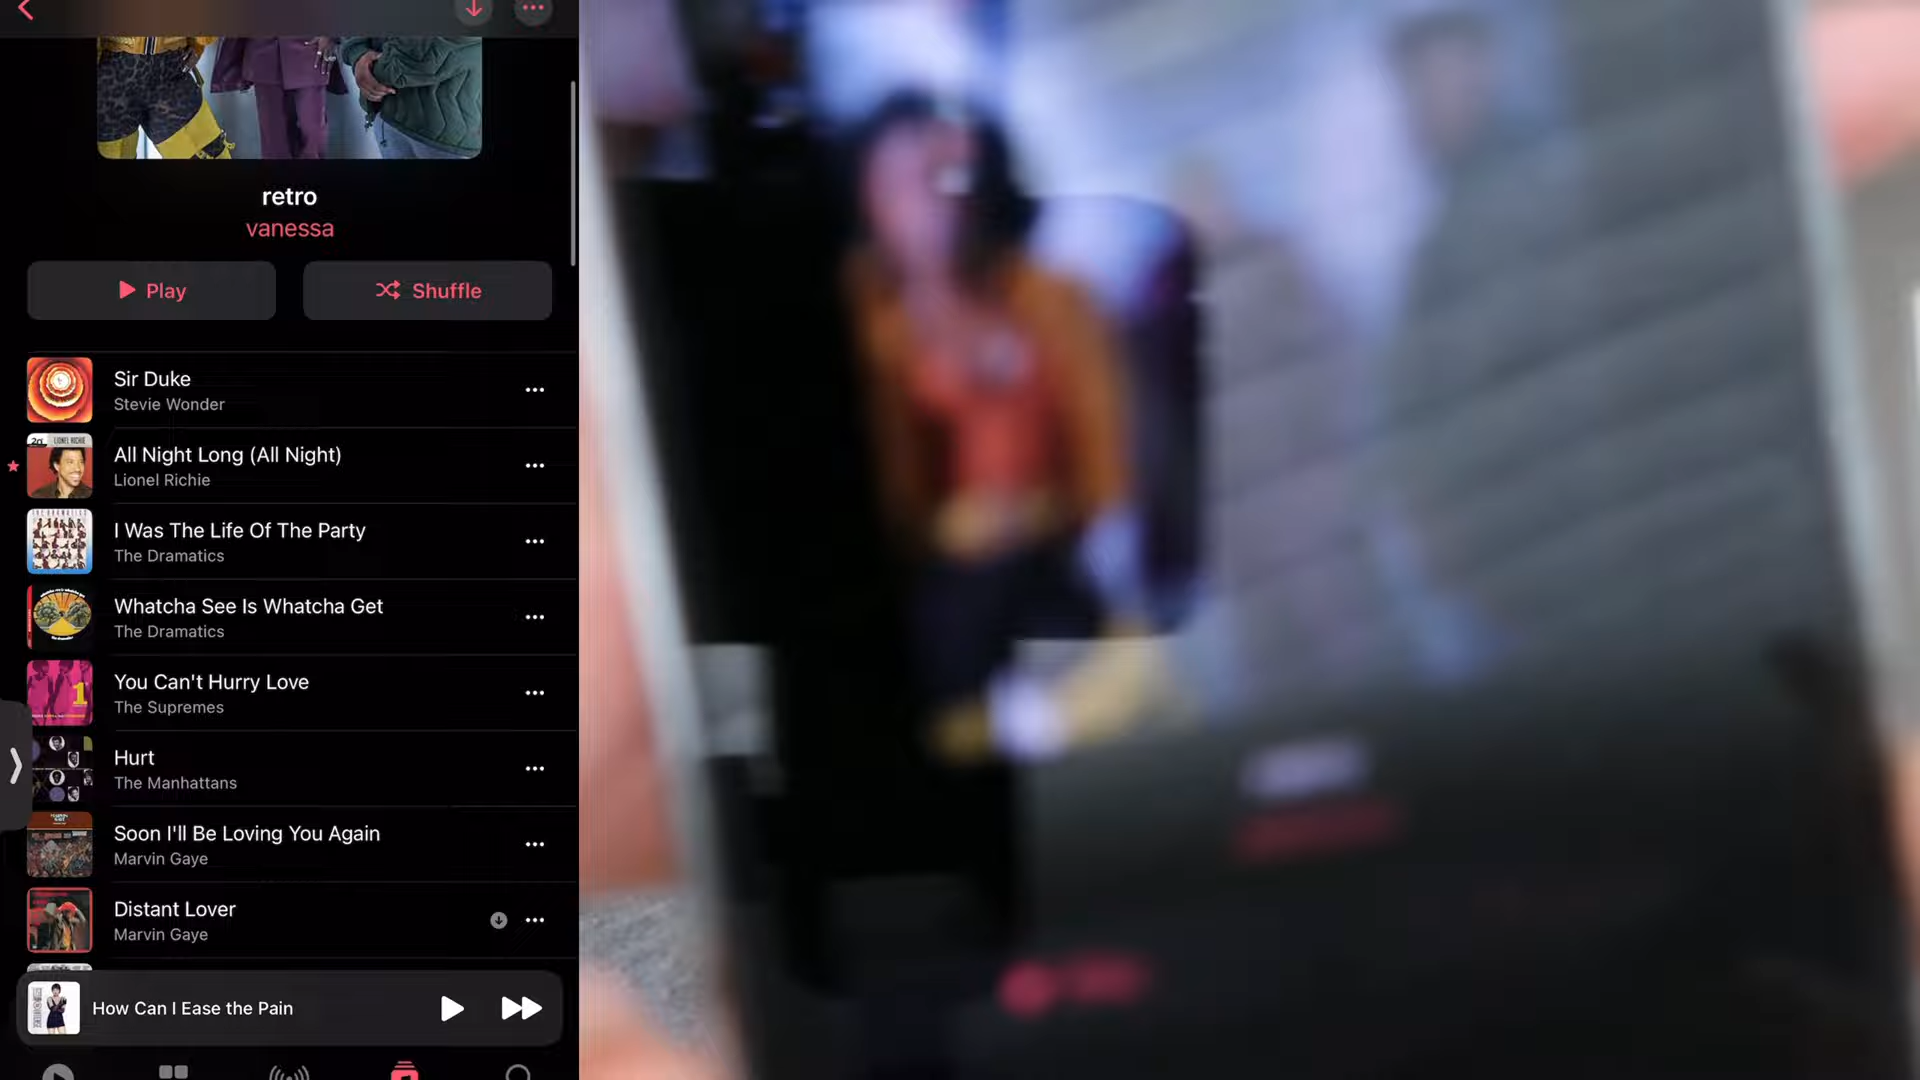 retro
vanessa
Play
Shuffle
Sir Duke
Stevie Wonder
All Night Long (All Night)
Lionel Richie
I Was The Life Of The Party
The Dramatics
Whatcha See Is Whatcha Get
The Dramatics
You Can't Hurry Love
The Supremes
Hurt
The Manhattans
Soon I'll Be Loving You Again
Marvin Gaye
Distant Lover
Marvin Gaye
How Can I Ease the Pain